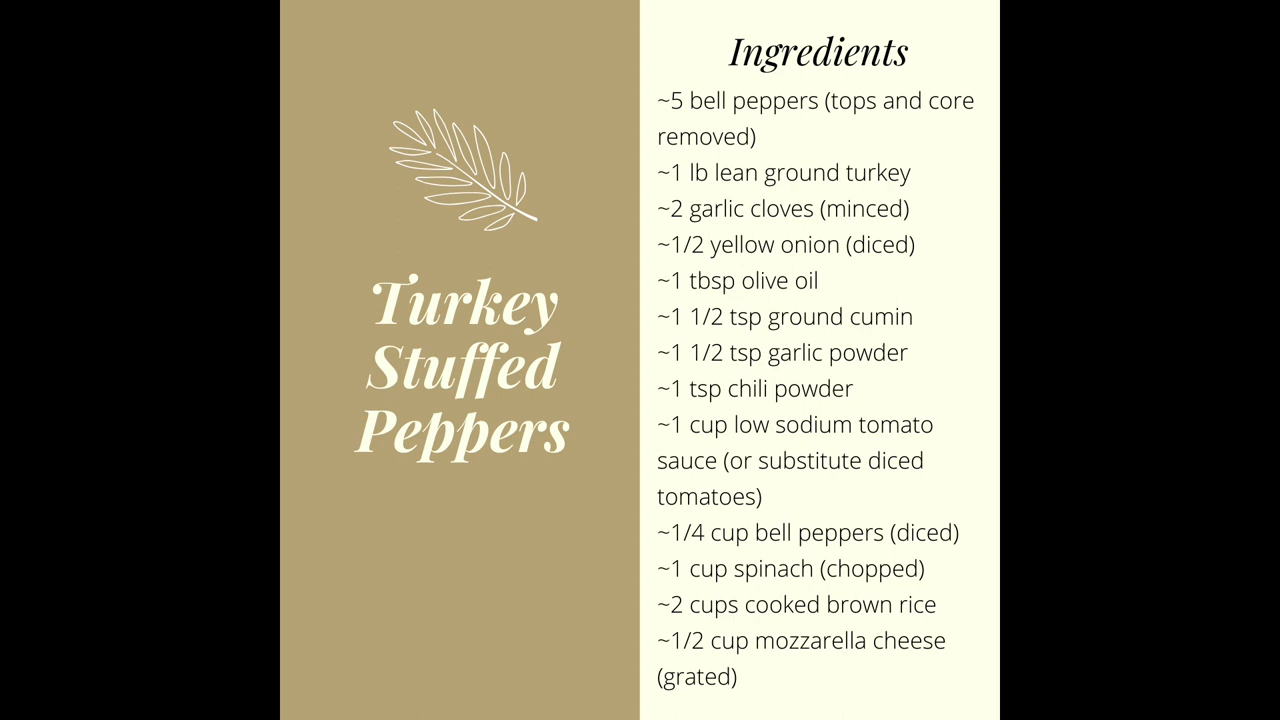 Turkey
Stuffed
Peppers
Ingredients
~5 bell peppers (tops and core
removed)
~1 lb lean ground turkey
~2 garlic cloves (minced)
~1/2 yellow onion (diced)
~1 tbsp olive oil
~1 1/2 tsp ground cumin
~1 1/2 tsp garlic powder
~1 tsp chili powder
~1 cup low sodium tomato
sauce (or substitute diced
tomatoes)
~1/4 cup bell peppers (diced)
~1 cup spinach (chopped)
~2 cups cooked brown rice
~1/2 cup mozzarella cheese
(grated)